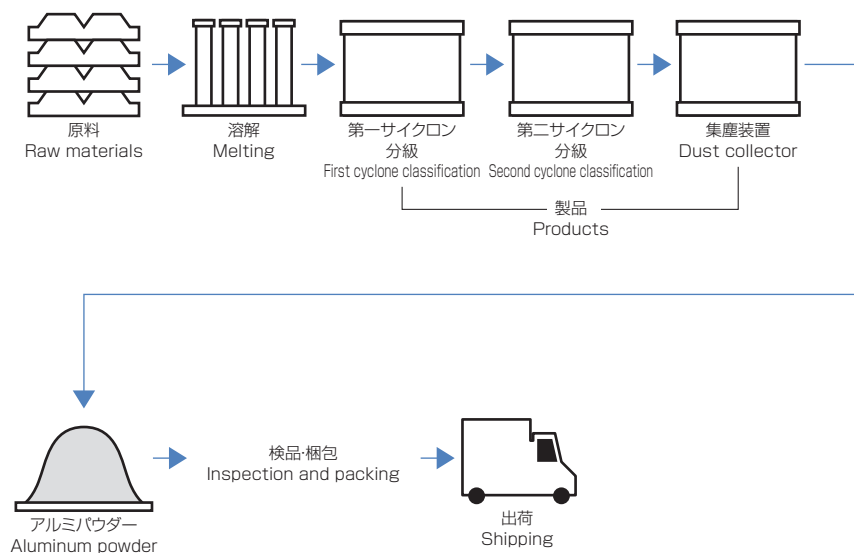 原料
Raw materials
溶解
Melting
第一サイクロン
分級
First cyclone classification
第二サイクロン
分級
Second cyclone classification
集塵装置
Dust collector
製品
Products
アルミパウダー
Aluminum powder
検品・梱包
Inspection and packing
出荷
Shipping